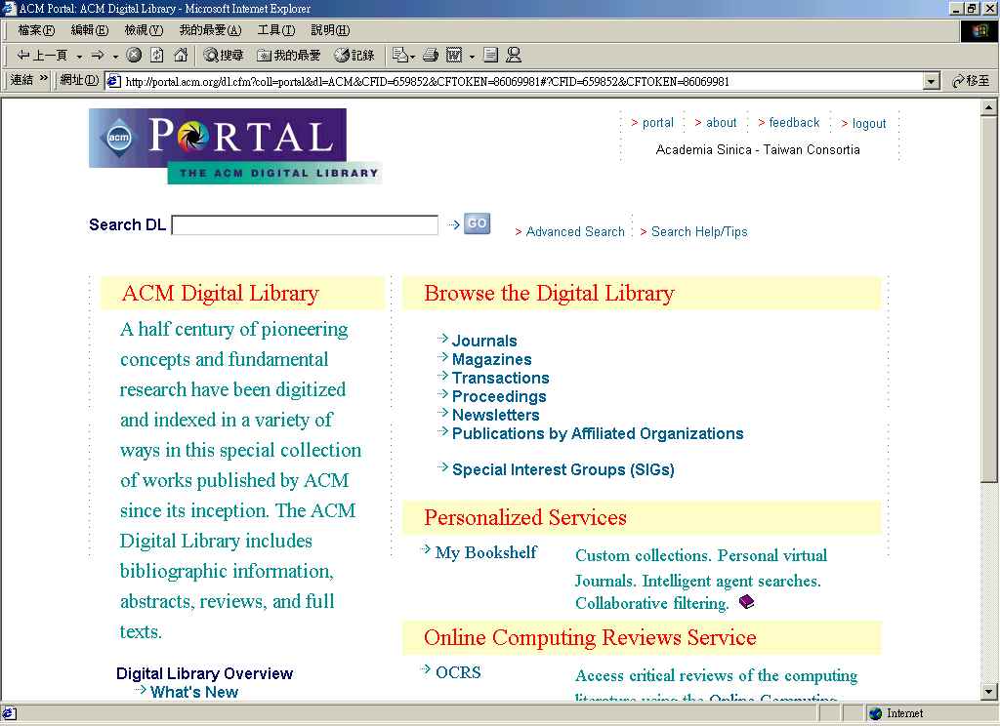 ACM Portal: ACM Digital Library - Microsoft Internet Explorer
檔案(F) 編輯(E) 檢視(V) 我的最愛(A) 工具(T) 說明(H)
上一頁 搜尋 我的最愛 記錄
連結 » 網址(D) http://portal.acm.org/dl.cfm?coll=portal&dl=ACM&CFID=659852&CFTOKEN=86069981#?CFID=659852&CFTOKEN=86069981 移至
acm PORTAL
THE ACM DIGITAL LIBRARY
> portal > about > feedback > logout
Academia Sinica - Taiwan Consortia
Search DL GO > Advanced Search > Search Help/Tips
ACM Digital Library
A half century of pioneering
concepts and fundamental
research have been digitized
and indexed in a variety of
ways in this special collection
of works published by ACM
since its inception. The ACM
Digital Library includes
bibliographic information,
abstracts, reviews, and full
texts.
Digital Library Overview
What's New
Browse the Digital Library
Journals
Magazines
Transactions
Proceedings
Newsletters
Publications by Affiliated Organizations
Special Interest Groups (SIGs)
Personalized Services
My Bookshelf
Custom collections. Personal virtual
Journals. Intelligent agent searches.
Collaborative filtering.
Online Computing Reviews Service
OCRS
Access critical reviews of the computing
literature using the Online Computing
Internet